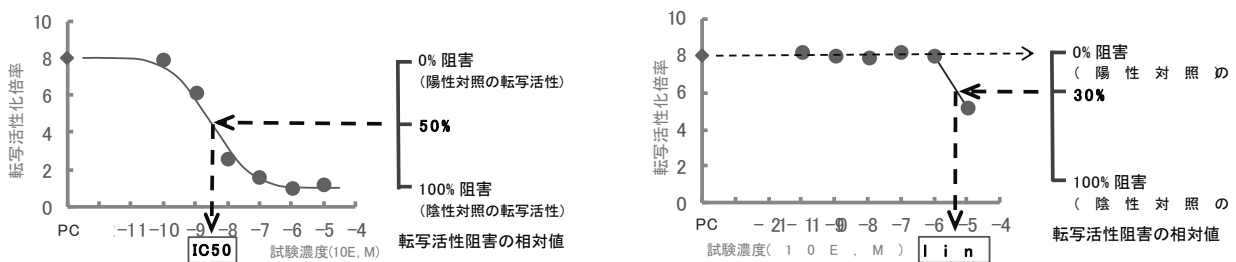 10
8
6
4
2
0
転写活性化倍率
PC
-11 -10 -9 -8 -7 -6 -5 -4
IC50
試験濃度(10E, M)
0% 阻害
(陽性対照の転写活性)
50%
100% 阻害
(陰性対照の転写活性)
転写活性阻害の相対値
10
8
6
4
2
0
転写活性化倍率
PC
-8 -7 -6 -5 -4
試験濃度( 1 0 E , M )
l i n
0% 阻害
( 陽 性 対 照 の
30%
100% 阻害
( 陰 性 対 照 の
転写活性阻害の相対値